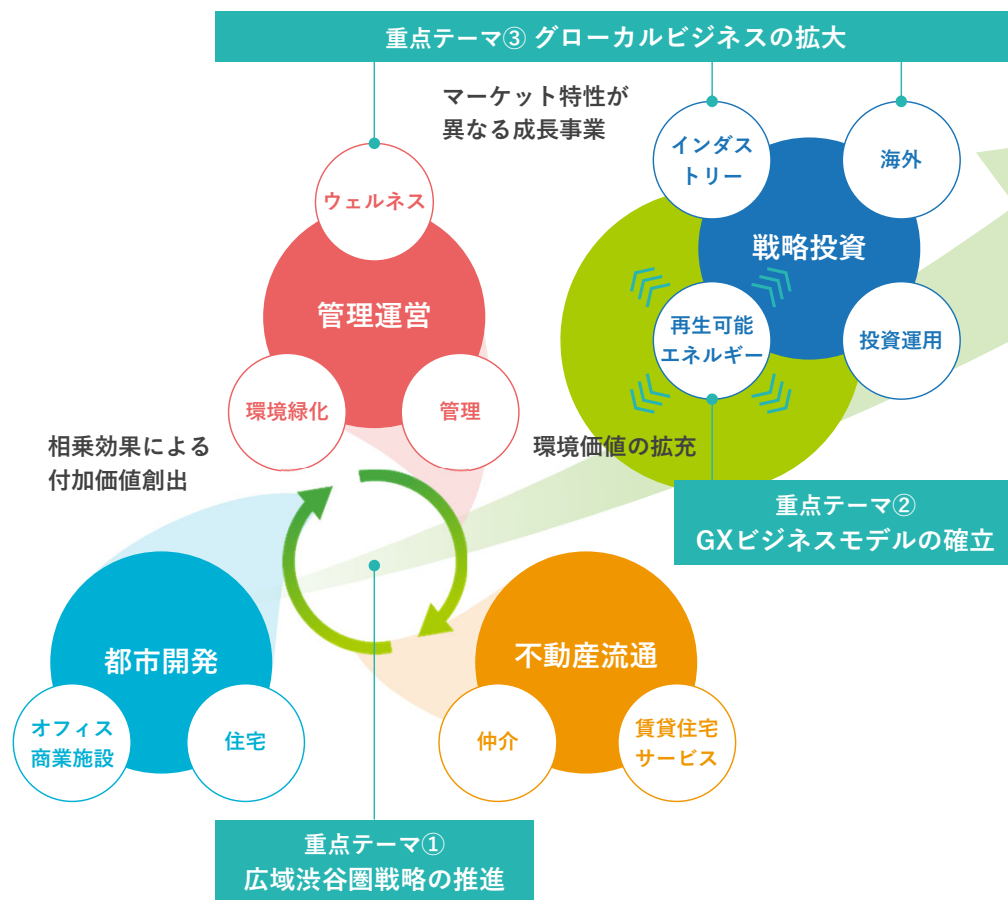 重点テーマ③ グローカルビジネスの拡大
マーケット特性が
異なる成長事業
インダス
トリー
海外
ウェルネス
戦略投資
管理運営
再生可能
エネルギー
投資運用
環境緑化
管理
相乗効果による
付加価値創出
環境価値の拡充
重点テーマ②
GXビジネスモデルの確立
都市開発
不動産流通
オフィス
商業施設
住宅
仲介
賃貸住宅
サービス
重点テーマ①
広域渋谷圏戦略の推進